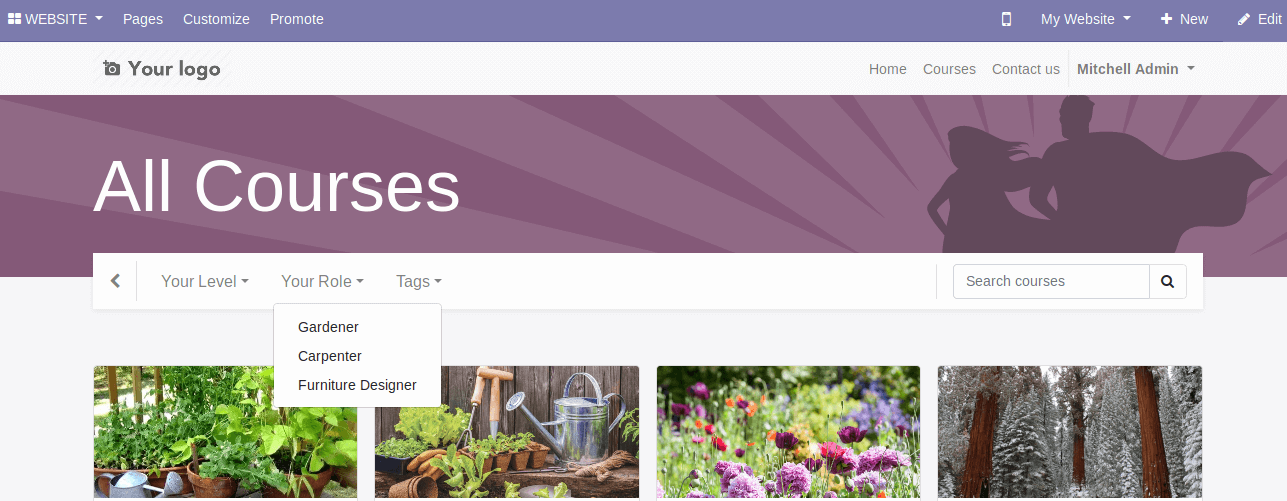 WEBSITE Pages Customize Promote My Website New Edit
Your logo Home Courses Contact us Mitchell Admin
All Courses
Your Level Your Role Tags Search courses
Gardener
Carpenter
Furniture Designer